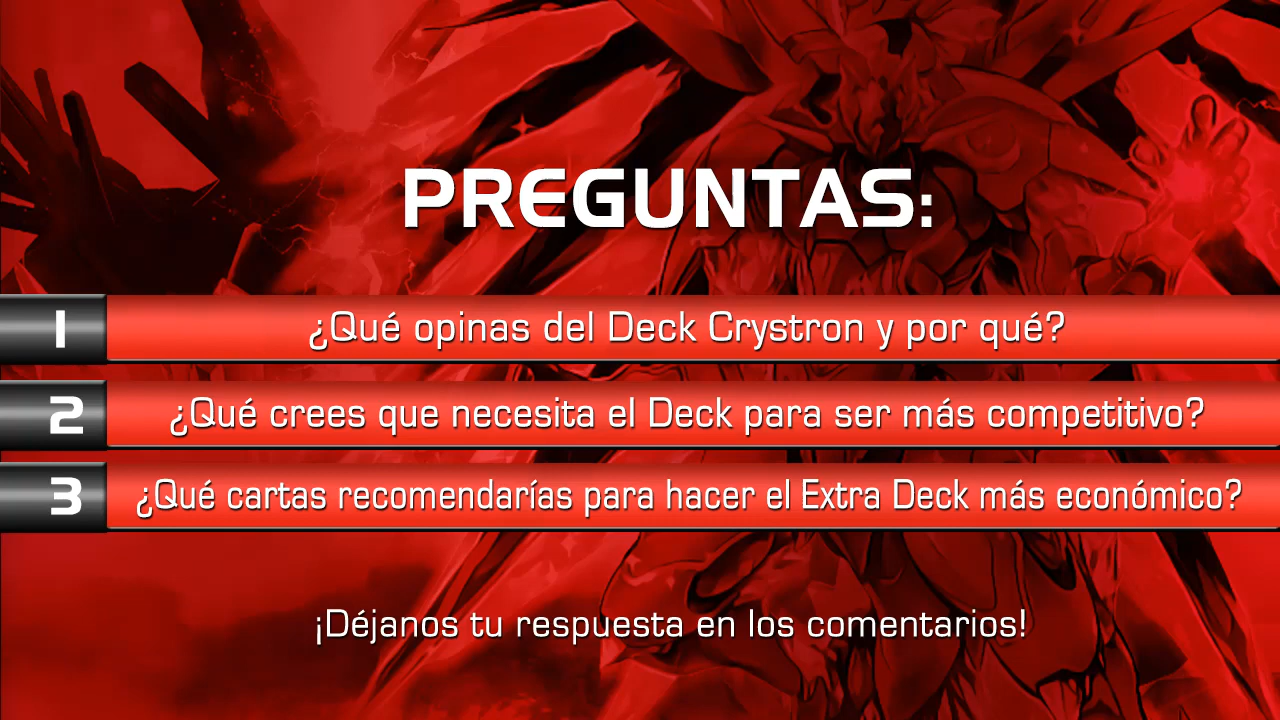 PREGUNTAS:
1 ¿Qué opinas del Deck Crystron y por qué?
2 ¿Qué crees que necesita el Deck para ser más competitivo?
3 ¿Qué cartas recomendarías para hacer el Extra Deck más económico?
¡Déjanos tu respuesta en los comentarios!